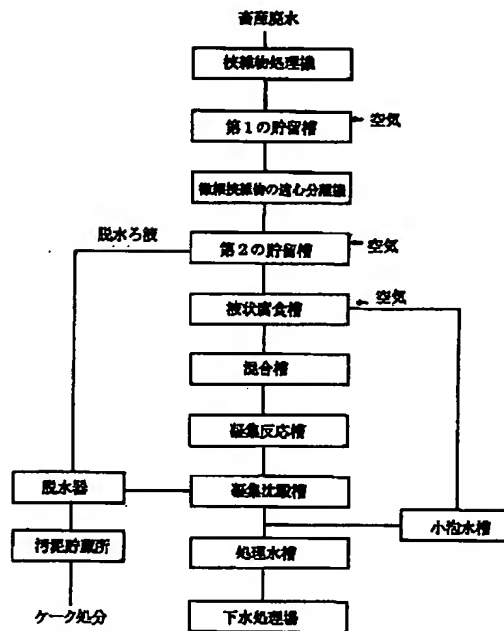 畜産廃水
挟雑物処理機
第1の貯留槽
空気
微細挟雑物の遠心分離機
脱水ろ液
第2の貯留槽
空気
液状腐食槽
空気
混合槽
凝集反応槽
脱水器
凝集沈殿槽
小泡水槽
汚泥貯蔵所
処理水槽
ケーク処分
下水処理場